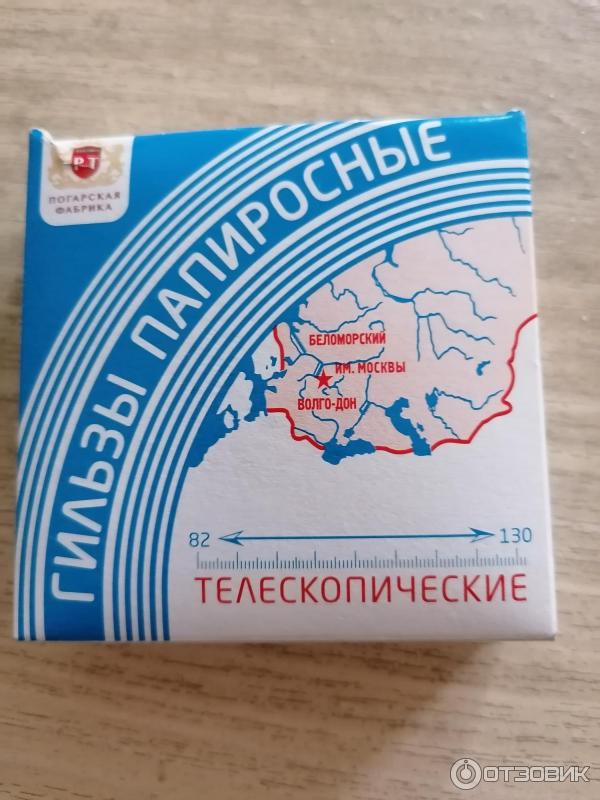 РТ
ПОГАРСКАЯ
ФАБРИКА
ГИЛЬЗЫ ПАПИРОСНЫЕ
БЕЛОМОРСКИЙ
ИМ. МОСКВЫ
ВОЛГО-ДОН
82 130
ТЕЛЕСКОПИЧЕСКИЕ
ОТЗОВИК